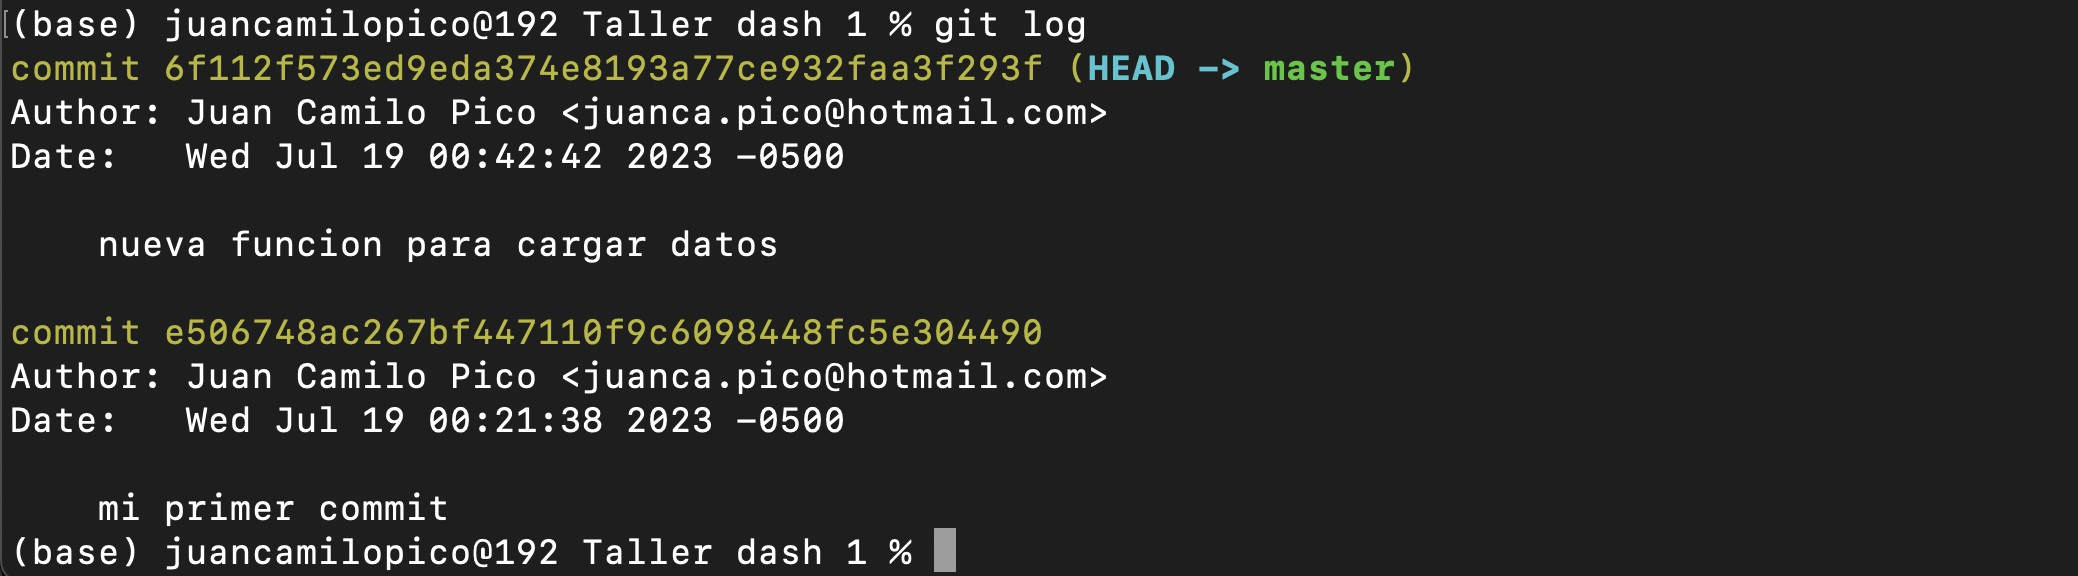 (base) juancamilopico@192 Taller dash 1 % git log
commit 6f112f573ed9eda374e8193a77ce932faa3f293f (HEAD -> master)
Author: Juan Camilo Pico <juanca.pico@hotmail.com>
Date:   Wed Jul 19 00:42:42 2023 -0500
nueva funcion para cargar datos
commit e506748ac267bf447110f9c6098448fc5e304490
Author: Juan Camilo Pico <juanca.pico@hotmail.com>
Date:   Wed Jul 19 00:21:38 2023 -0500
mi primer commit
(base) juancamilopico@192 Taller dash 1 %